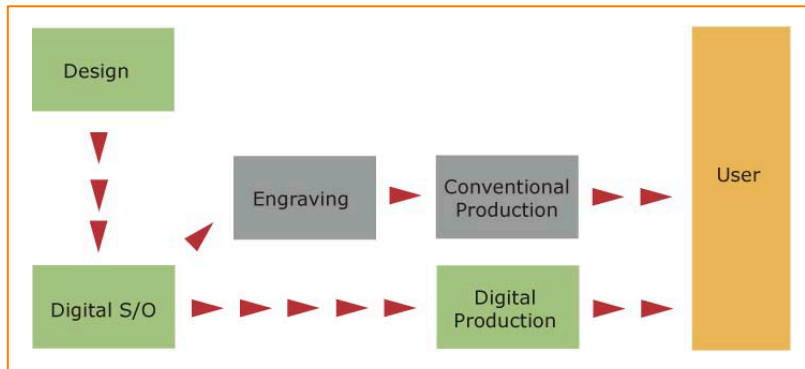 Design
Engraving
Conventional
Production
User
Digital S/O
Digital
Production